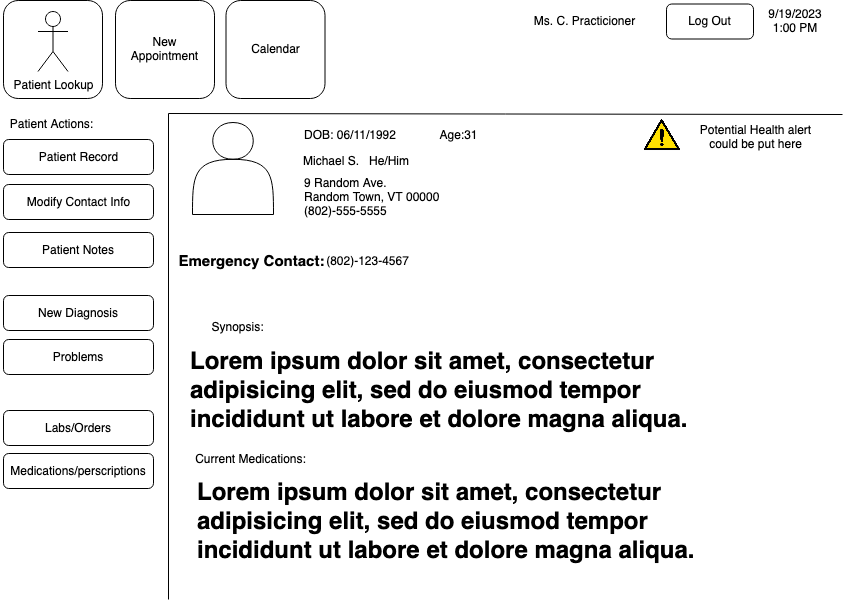 Patient Lookup
New
Appointment
Calendar
Ms. C. Practicioner
Log Out
9/19/2023
1:00 PM
Patient Actions:
Patient Record
Modify Contact Info
Patient Notes
New Diagnosis
Problems
Labs/Orders
Medications/perscriptions
DOB: 06/11/1992 Age:31
Michael S. He/Him
9 Random Ave.
Random Town, VT 00000
(802)-555-5555
! Potential Health alert
could be put here
Emergency Contact: (802)-123-4567
Synopsis:
Lorem ipsum dolor sit amet, consectetur
adipisicing elit, sed do eiusmod tempor
incididunt ut labore et dolore magna aliqua.
Current Medications:
Lorem ipsum dolor sit amet, consectetur
adipisicing elit, sed do eiusmod tempor
incididunt ut labore et dolore magna aliqua.